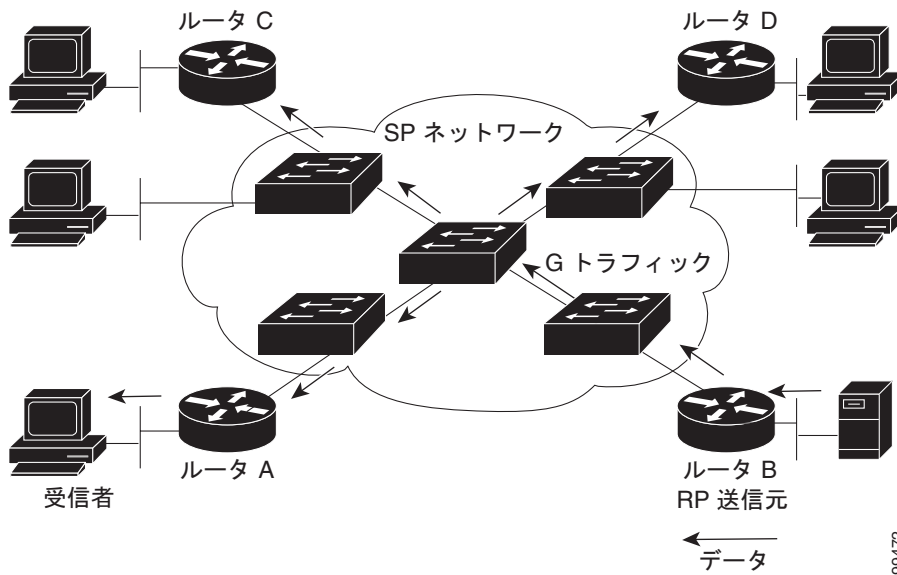 ルータ C
ルータ D
SP ネットワーク
G トラフィック
ルータ A
受信者
ルータ B
RP 送信元
データ
99473